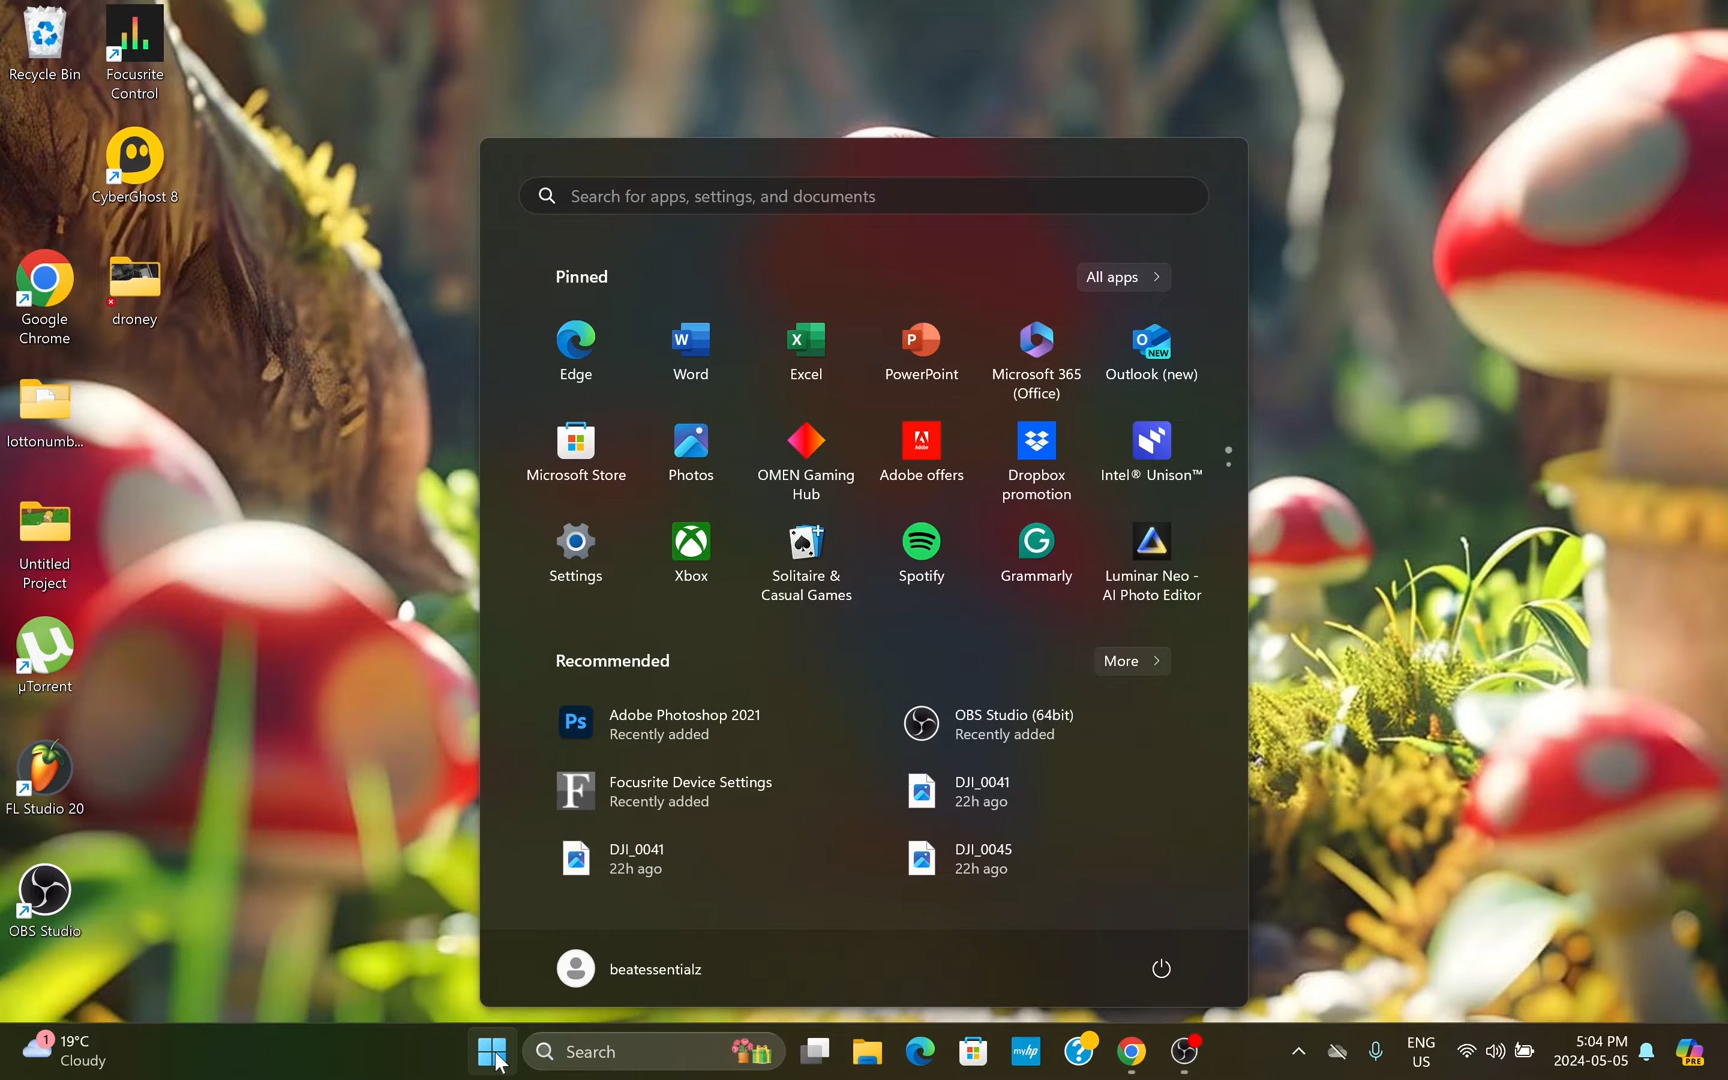 Recycle Bin
Focusrite
Control
CyberGhost 8
Google
Chrome
droney
lottonumb...
Untitled
Project
µTorrent
FL Studio 20
OBS Studio
Search for apps, settings, and documents
Pinned
All apps
Edge
Word
Excel
PowerPoint
Microsoft 365
(Office)
Outlook (new)
NEW
Microsoft Store
Photos
OMEN Gaming
Hub
Adobe offers
Dropbox
promotion
Intel® Unison™
Settings
Xbox
Solitaire &
Casual Games
Spotify
Grammarly
Luminar Neo -
AI Photo Editor
Recommended
More
Ps
Adobe Photoshop 2021
Recently added
OBS Studio (64bit)
Recently added
F
Focusrite Device Settings
Recently added
DJI_0041
22h ago
DJI_0041
22h ago
DJI_0045
22h ago
beatessentialz
1
19°C
Cloudy
Search
myhp
ENG
US
5:04 PM
2024-05-05
PRE